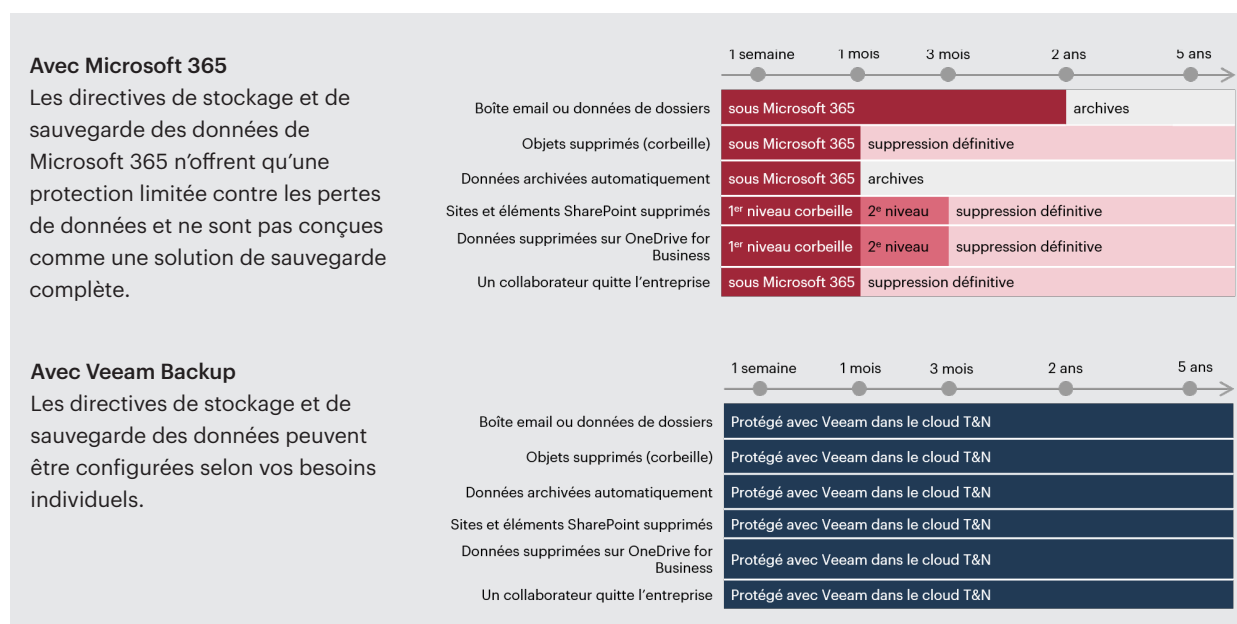 Avec Microsoft 365
Les directives de stockage et de
sauvegarde des données de
Microsoft 365 n’offrent qu’une
protection limitée contre les pertes
de données et ne sont pas conçues
comme une solution de sauvegarde
complète.
1 semaine 1 mois 3 mois 2 ans 5 ans
Boîte email ou données de dossiers sous Microsoft 365 archives
Objets supprimés (corbeille) sous Microsoft 365 suppression définitive
Données archivées automatiquement sous Microsoft 365 archives
Sites et éléments SharePoint supprimés 1er niveau corbeille 2e niveau suppression définitive
Données supprimées sur OneDrive for
Business 1er niveau corbeille 2e niveau suppression définitive
Un collaborateur quitte l’entreprise sous Microsoft 365 suppression définitive
Avec Veeam Backup
Les directives de stockage et de
sauvegarde des données peuvent
être configurées selon vos besoins
individuels.
1 semaine 1 mois 3 mois 2 ans 5 ans
Boîte email ou données de dossiers Protégé avec Veeam dans le cloud T&N
Objets supprimés (corbeille) Protégé avec Veeam dans le cloud T&N
Données archivées automatiquement Protégé avec Veeam dans le cloud T&N
Sites et éléments SharePoint supprimés Protégé avec Veeam dans le cloud T&N
Données supprimées sur OneDrive for
Business Protégé avec Veeam dans le cloud T&N
Un collaborateur quitte l’entreprise Protégé avec Veeam dans le cloud T&N